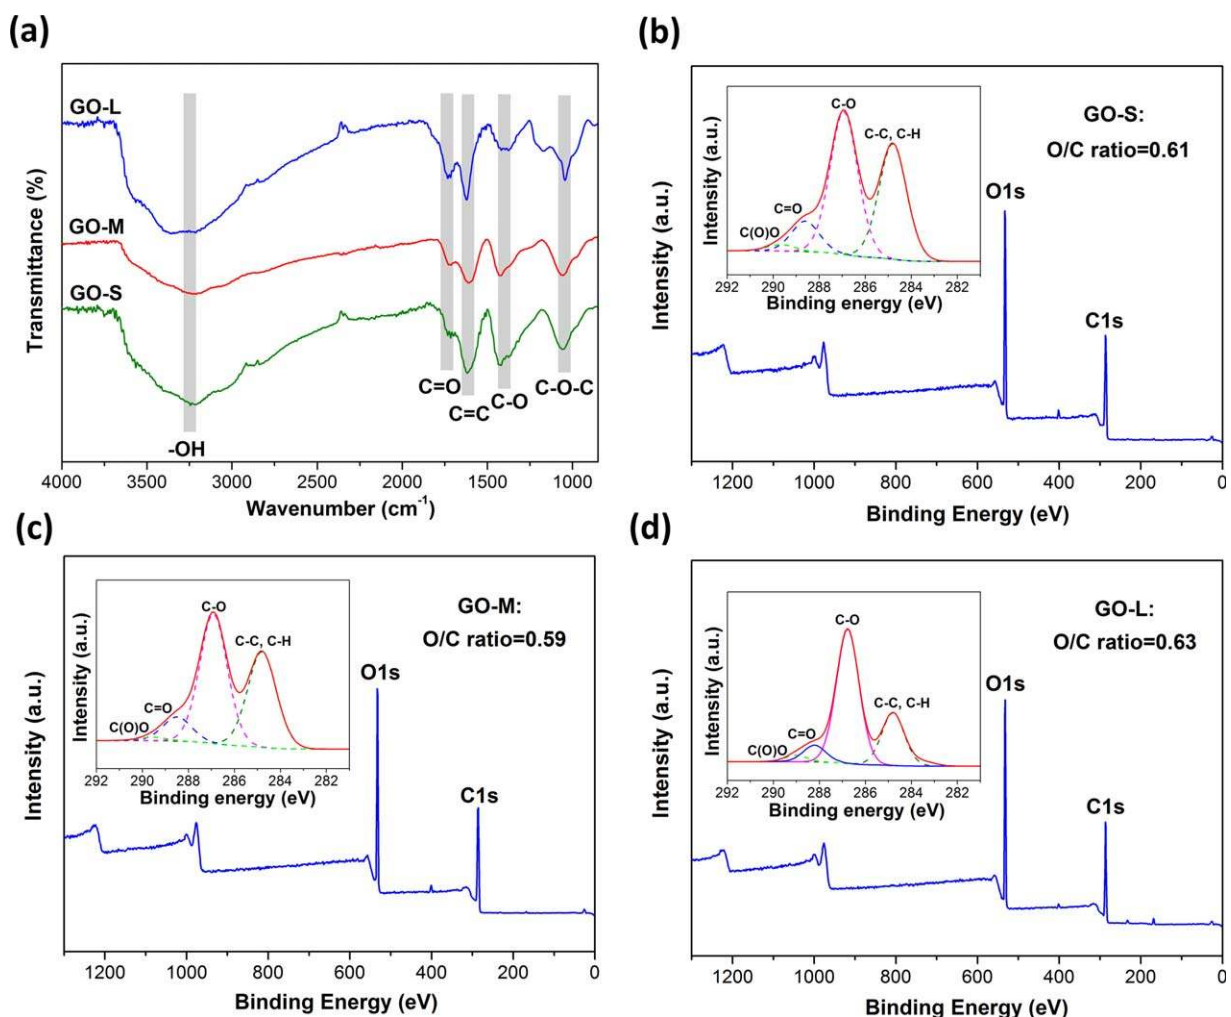 (a)
GO-L
GO-M
GO-S
C=O
C=C
C-O
C-O-C
-OH
Transmittance (%)
4000 3500 3000 2500 2000 1500 1000
Wavenumber (cm⁻¹)
(b)
GO-S:
O/C ratio=0.61
O1s
C1s
C-O
C-C, C-H
C=O
C(O)O
Intensity (a.u.)
292 290 288 286 284 282
Binding energy (eV)
Intensity (a.u.)
1200 1000 800 600 400 200 0
Binding Energy (eV)
(c)
GO-M:
O/C ratio=0.59
O1s
C1s
C-O
C-C, C-H
C=O
C(O)O
Intensity (a.u.)
292 290 288 286 284 282
Binding energy (eV)
Intensity (a.u.)
1200 1000 800 600 400 200 0
Binding Energy (eV)
(d)
GO-L:
O/C ratio=0.63
O1s
C1s
C-O
C-C, C-H
C=O
C(O)O
Intensity (a.u.)
292 290 288 286 284 282
Binding energy (eV)
Intensity (a.u.)
1200 1000 800 600 400 200 0
Binding Energy (eV)